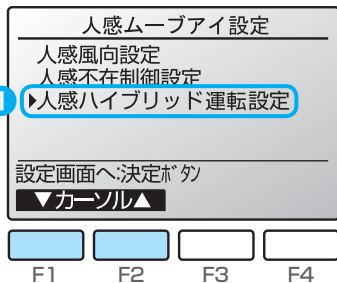 人感ムーブアイ設定
人感風向設定
人感不在制御設定
1
▶人感ハイブリッド運転設定
設定画面へ:決定ボタン
▼カーソル▲
F1 F2 F3 F4